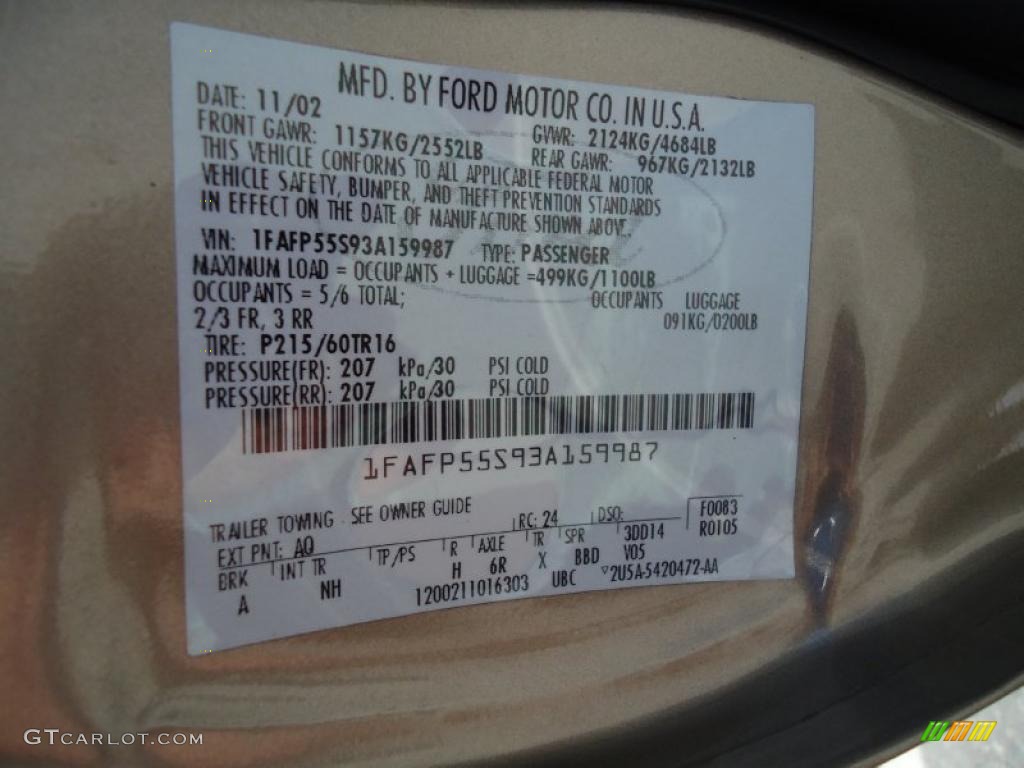 MFD. BY FORD MOTOR CO. IN U.S.A.
DATE: 11/02
GVWR: 2124KG/4684LB
FRONT GAWR: 1157KG/2552LB
REAR GAWR: 967KG/2132LB
THIS VEHICLE CONFORMS TO ALL APPLICABLE FEDERAL MOTOR
VEHICLE SAFETY, BUMPER, AND THEFT PREVENTION STANDARDS
IN EFFECT ON THE DATE OF MANUFACTURE SHOWN ABOVE.
VIN: 1FAFP55S93A159987 TYPE: PASSENGER
MAXIMUM LOAD = OCCUPANTS + LUGGAGE =499KG/1100LB
OCCUPANTS = 5/6 TOTAL; OCCUPANTS LUGGAGE
2/3 FR, 3 RR 091KG/0200LB
TIRE: P215/60TR16
PRESSURE(FR): 207 kPa/30 PSI COLD
PRESSURE(RR): 207 kPa/30 PSI COLD
1FAFP55S93A159987
TRAILER TOWING - SEE OWNER GUIDE
EXT PNT: AQ RC: 24 DSO: F0083
R0105
BRK INT TR TP/PS R AXLE TR SPR 3DD14
A NH H 6R X BBD V05
1200211016303 UBC ▽2U5A-5420472-AA
GTCARLOT.COM